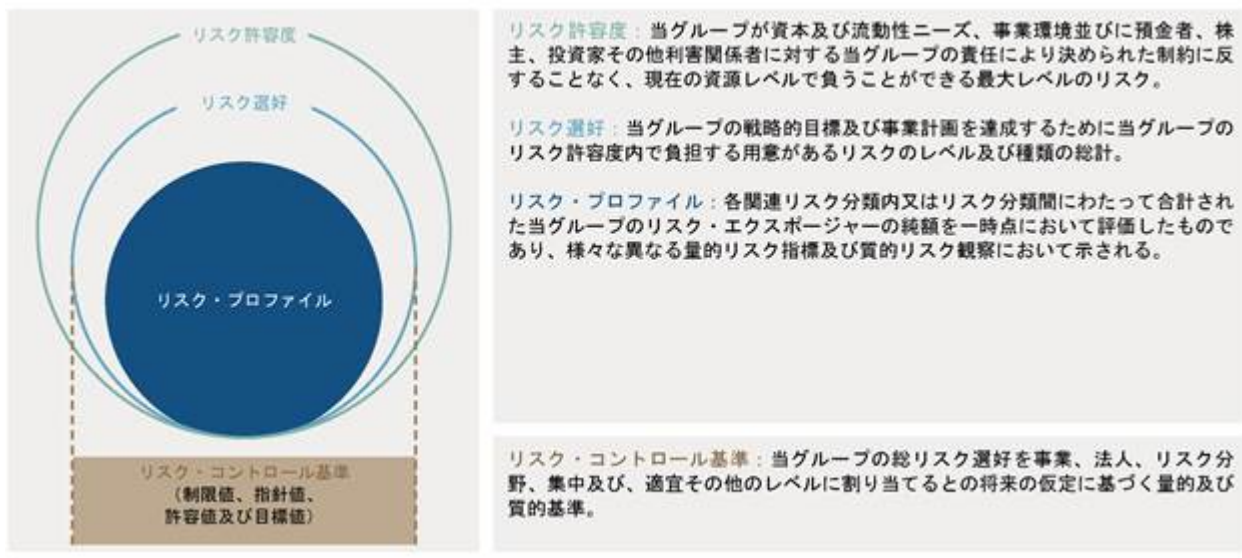 リスク許容度
リスク選好
リスク・プロファイル
リスク・コントロール基準
(制限値、指針値、
許容値及び目標値)
リスク許容度：当グループが資本及び流動性ニーズ、事業環境並びに預金者、株
主、投資家その他利害関係者に対する当グループの責任により決められた制約に反
することなく、現在の資源レベルで負うことができる最大レベルのリスク。
リスク選好：当グループの戦略的目標及び事業計画を達成するために当グループの
リスク許容度内で負担する用意があるリスクのレベル及び種類の総計。
リスク・プロファイル：各関連リスク分類内又はリスク分類間にわたって合計され
た当グループのリスク・エクスポージャーの純額を一時点において評価したもので
あり、様々な異なる量的リスク指標及び質的リスク観察において示される。
リスク・コントロール基準：当グループの総リスク選好を事業、法人、リスク分
野、集中及び、適宜その他のレベルに割り当てるとの将来の仮定に基づく量的及び
質的基準。